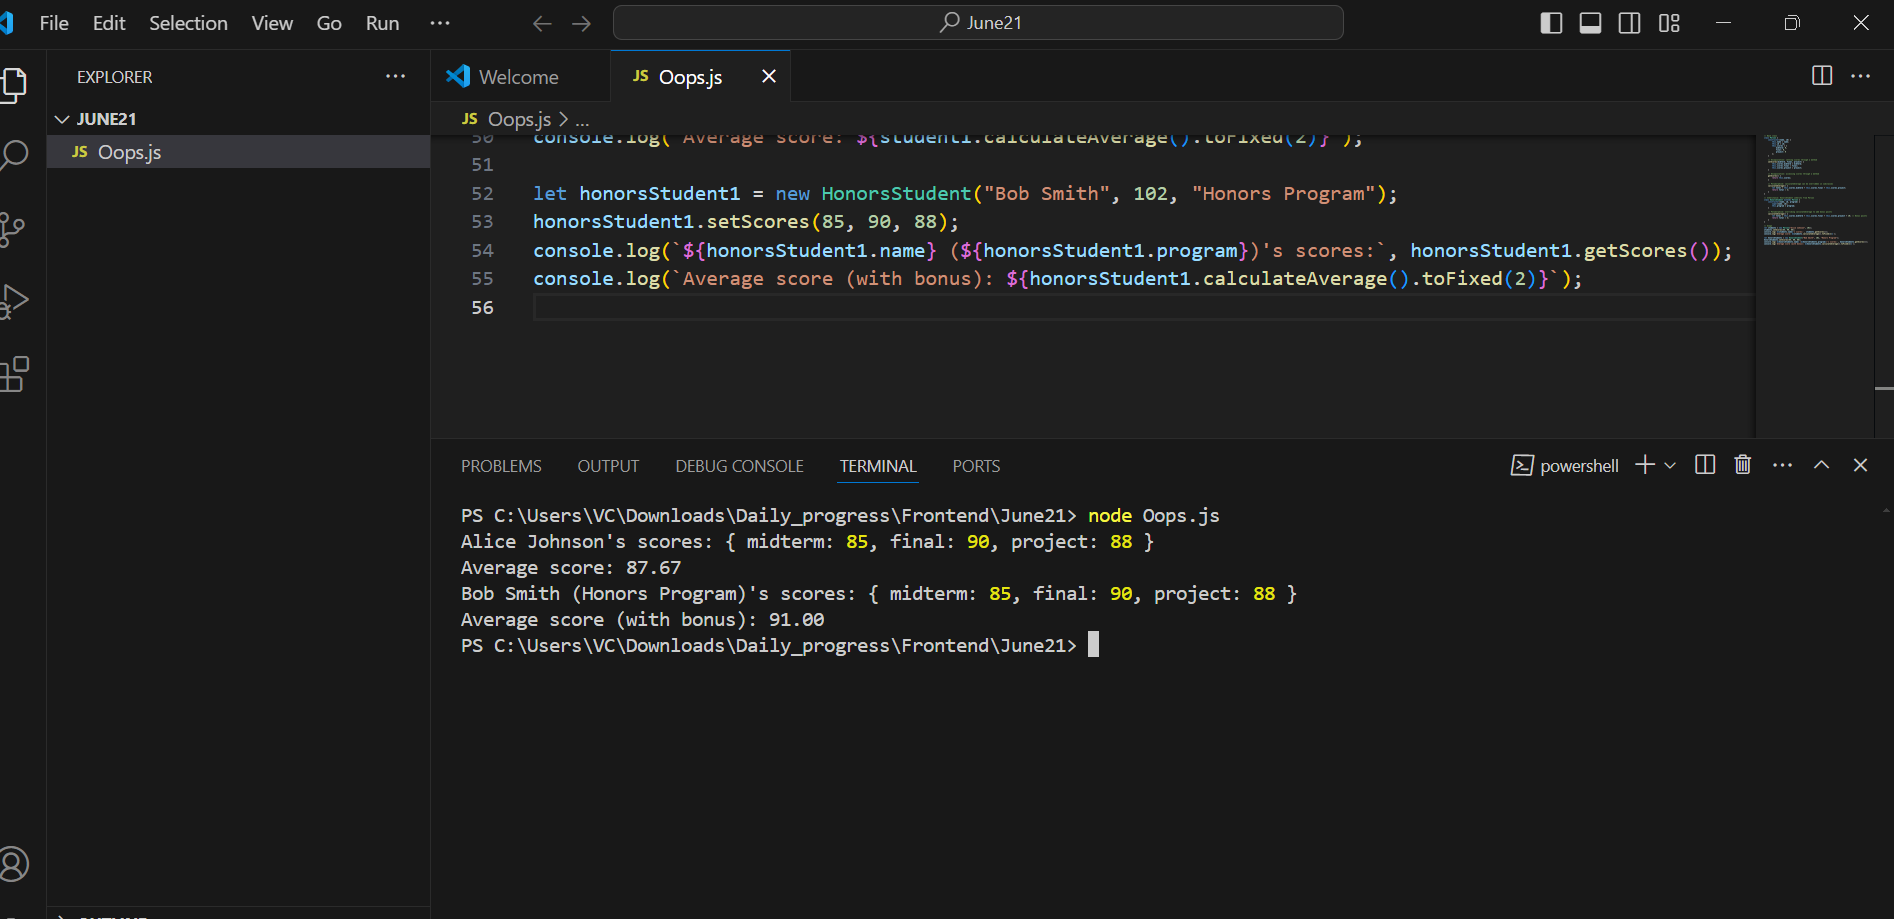 File Edit Selection View Go Run ··· June21
EXPLORER ···
JUNE21
JS Oops.js
Welcome
JS Oops.js
JS Oops.js > ...
50 console.log(`Average score: ${student1.calculateAverage().toFixed(2)}`);
51
52 let honorsStudent1 = new HonorsStudent("Bob Smith", 102, "Honors Program");
53 honorsStudent1.setScores(85, 90, 88);
54 console.log(`${honorsStudent1.name} (${honorsStudent1.program})'s scores:`, honorsStudent1.getScores());
55 console.log(`Average score (with bonus): ${honorsStudent1.calculateAverage().toFixed(2)}`);
56
PROBLEMS OUTPUT DEBUG CONSOLE TERMINAL PORTS powershell
PS C:\Users\VC\Downloads\Daily_progress\Frontend\June21> node Oops.js
Alice Johnson's scores: { midterm: 85, final: 90, project: 88 }
Average score: 87.67
Bob Smith (Honors Program)'s scores: { midterm: 85, final: 90, project: 88 }
Average score (with bonus): 91.00
PS C:\Users\VC\Downloads\Daily_progress\Frontend\June21>
OUTLINE